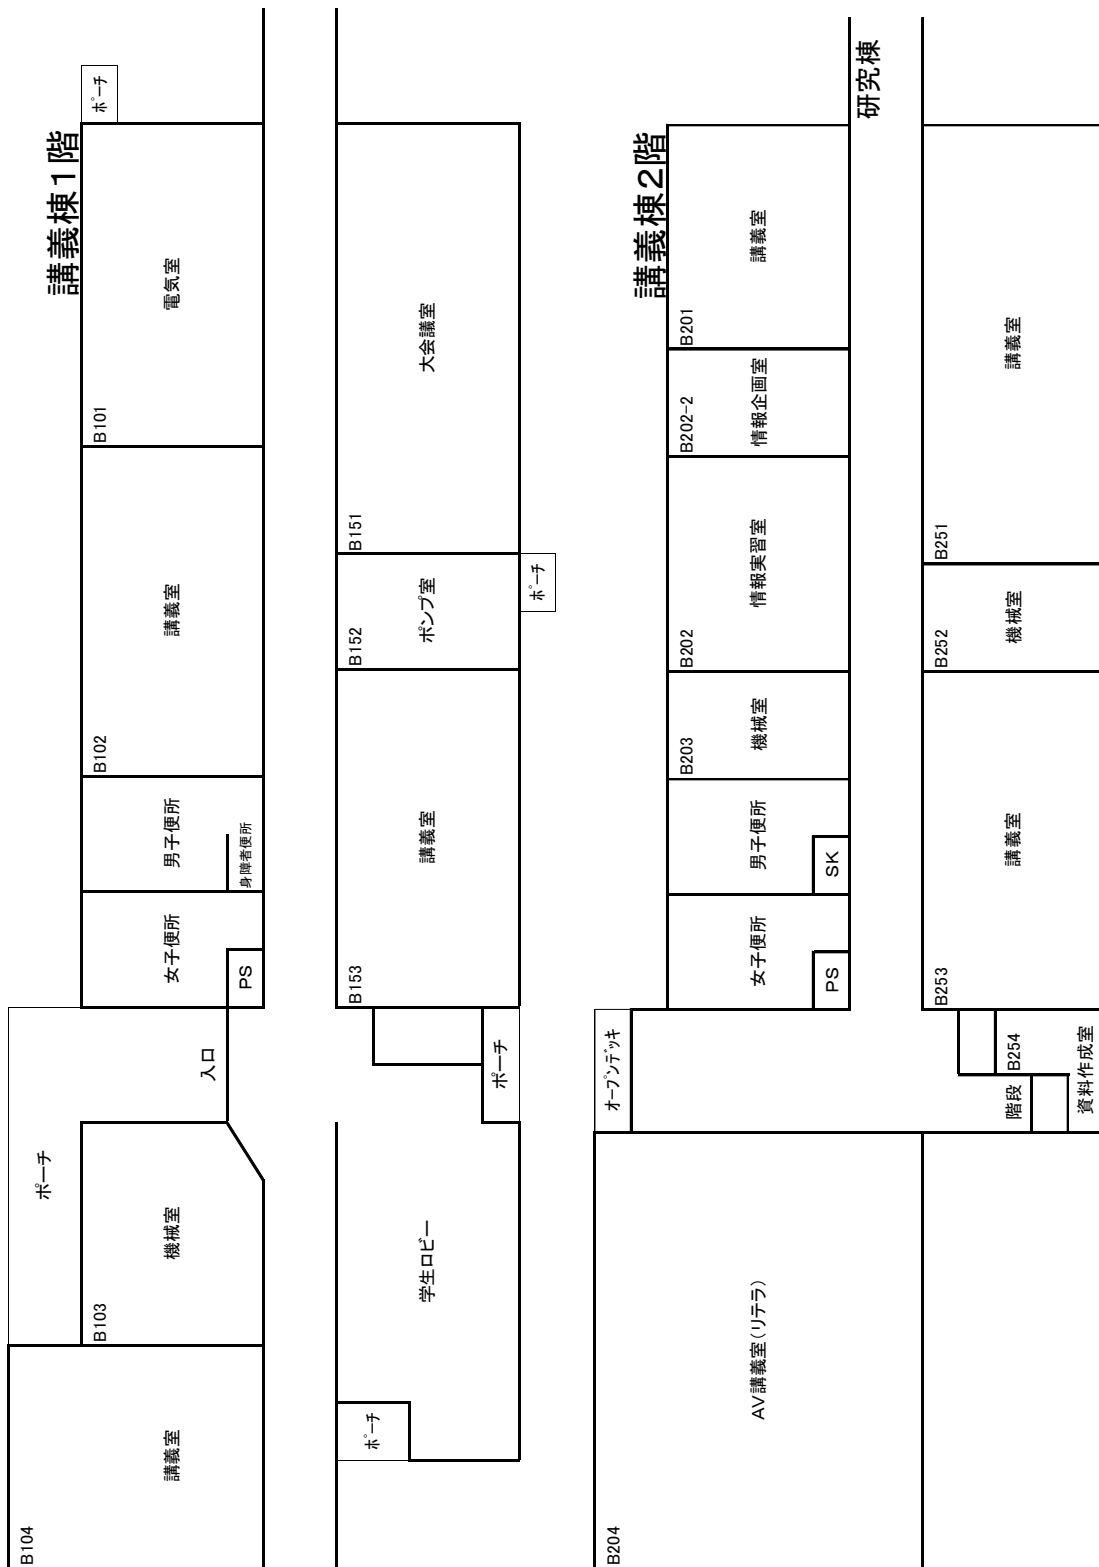 講義棟1階
B104
講義室
ポーチ
B103
機械室
入口
女子便所
PS
男子便所
身障者便所
B102
講義室
B101
電気室
ポーチ
ポーチ
学生ロビー
ポーチ
B153
講義室
B152
ポンプ室
ポーチ
B151
大会議室
講義棟2階
B204
AV講義室(リテラ)
オープンデッキ
女子便所
PS
男子便所
SK
B203
機械室
B202
情報実習室
B202-2
情報企画室
B201
講義室
研究棟
階段
B254
資料作成室
B253
講義室
B252
機械室
B251
講義室